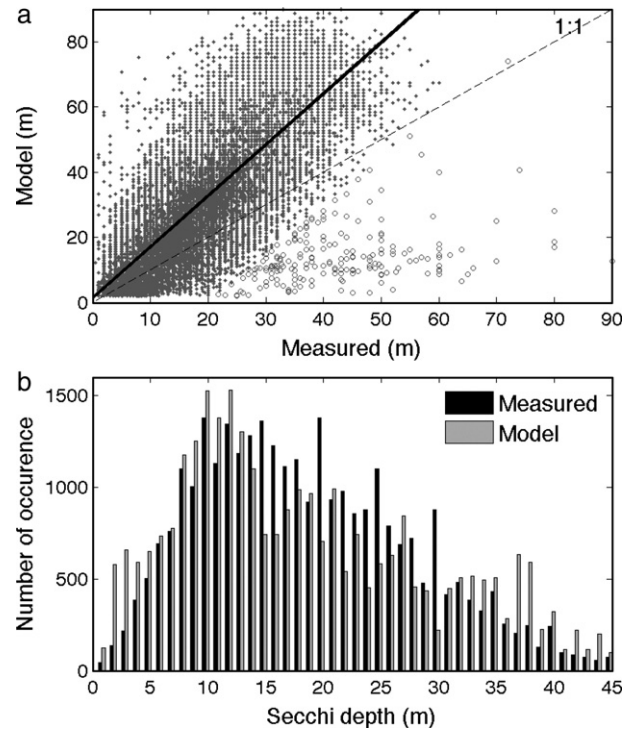 a
90
80
60
40
20
0
Model (m)
1:1
0 10 20 30 40 50 60 70 80 90
Measured (m)
b
1500
1000
500
0
Number of occurence
Measured
Model
0 5 10 15 20 25 30 35 40 45
Secchi depth (m)